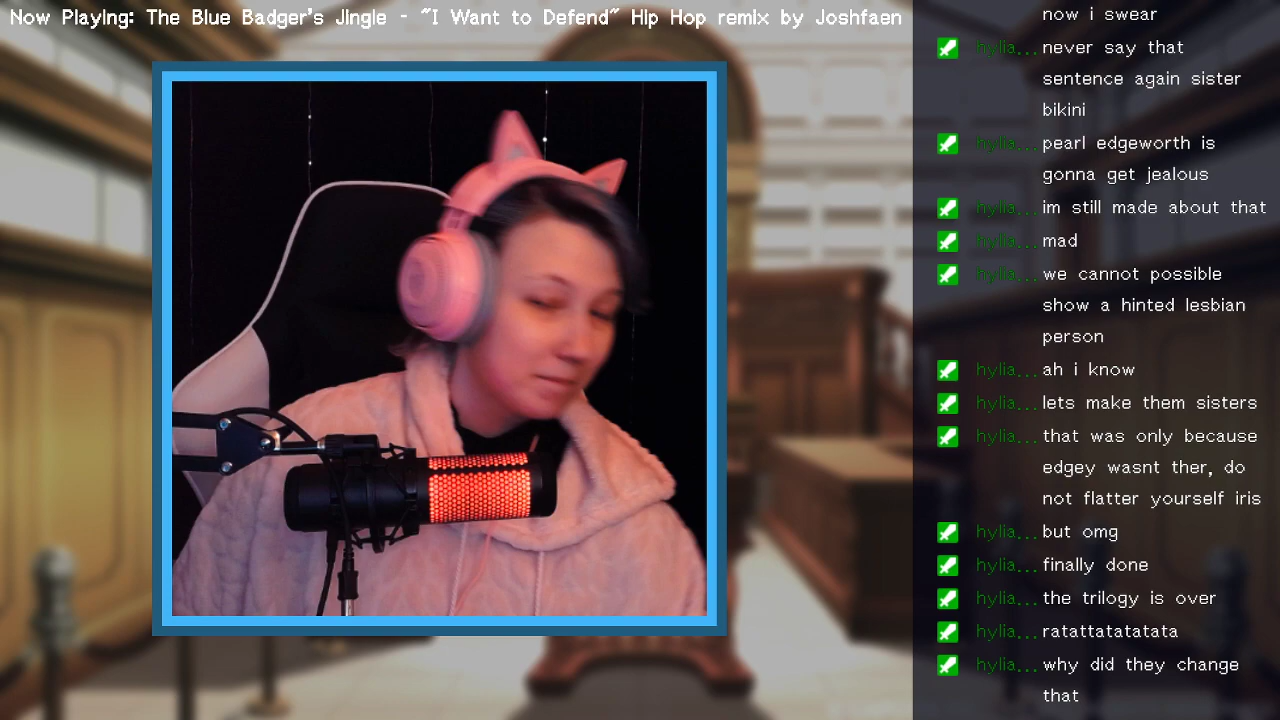 Now Playing: The Blue Badger's Jingle - ~"I Want to Defend" Hip Hop remix by Joshfaen
now i swear
hylia... never say that
sentence again sister
bikini
hylia... pearl edgeworth is
gonna get jealous
hylia... im still made about that
hylia... mad
hylia... we cannot possible
show a hinted lesbian
person
hylia... ah i know
hylia... lets make them sisters
hylia... that was only because
edgey wasnt ther, do
not flatter yourself iris
hylia... but omg
hylia... finally done
hylia... the trilogy is over
hylia... ratattatatatata
hylia... why did they change
that